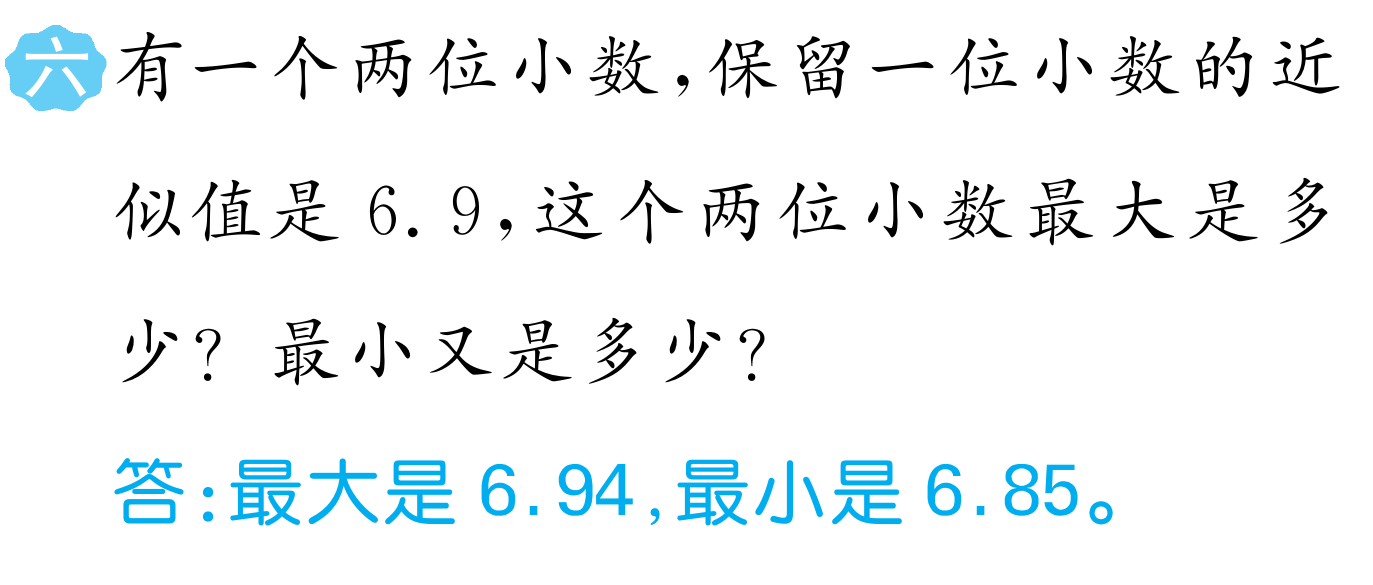 六 有一个两位小数,保留一位小数的近
似值是 6.9,这个两位小数最大是多
少? 最小又是多少?
答:最大是 6.94,最小是 6.85。